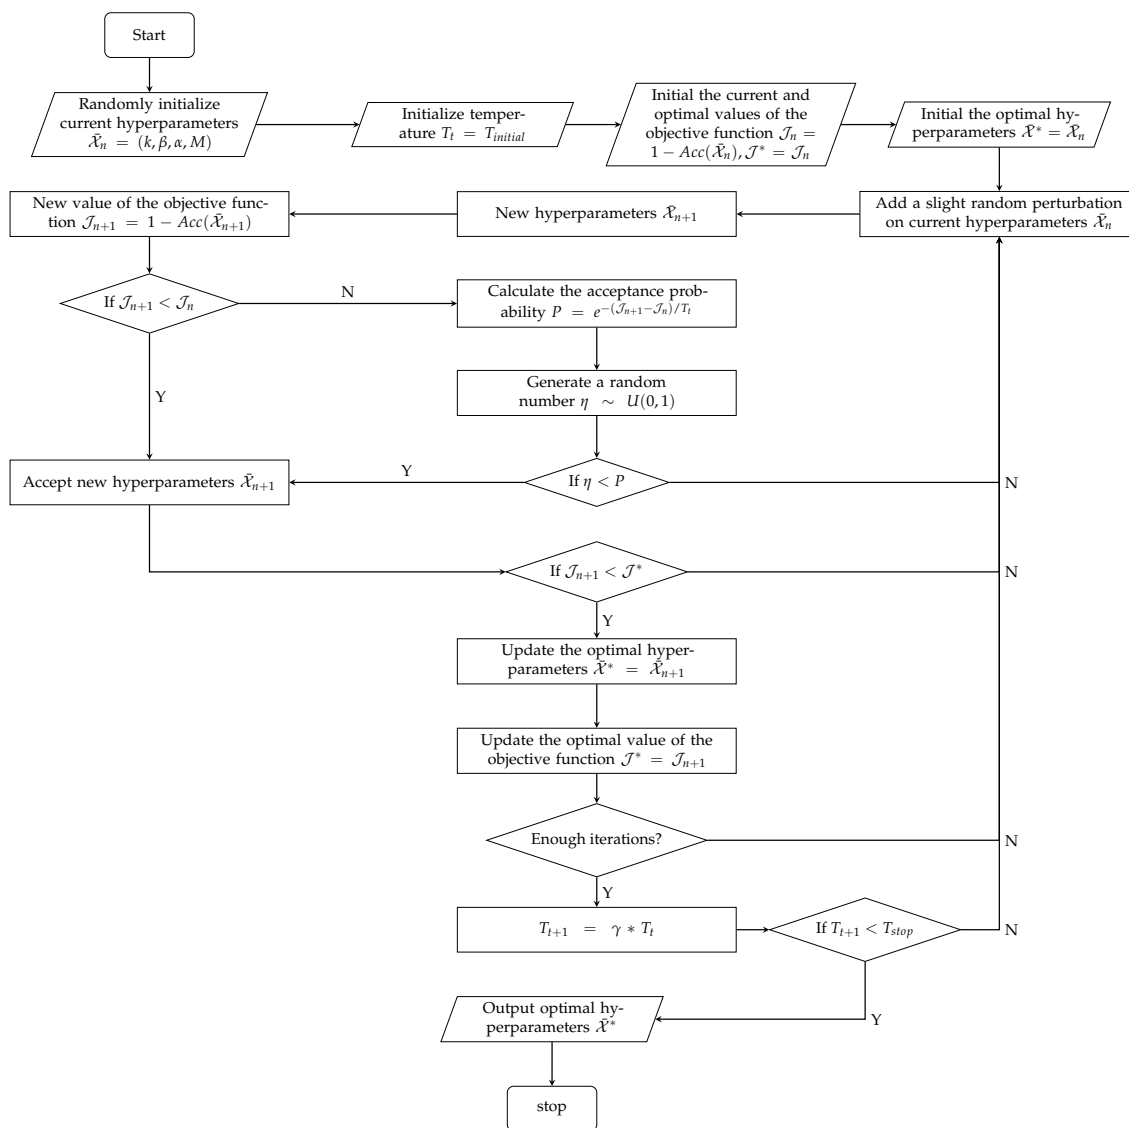 Start
Randomly initialize
current hyperparameters
𝒳̄ₙ = (k, β, α, M)
Initialize temper-
ature Tₜ = T_initial
Initial the current and
optimal values of the
objective function 𝒥ₙ =
1 − Acc(𝒳̄ₙ), 𝒥* = 𝒥ₙ
Initial the optimal hy-
perparameters 𝒳̄* = 𝒳̄ₙ
Add a slight random perturbation
on current hyperparameters 𝒳̄ₙ
New hyperparameters 𝒳̄ₙ₊₁
New value of the objective func-
tion 𝒥ₙ₊₁ = 1 − Acc(𝒳̄ₙ₊₁)
If 𝒥ₙ₊₁ < 𝒥ₙ
N
Calculate the acceptance prob-
ability P = e^{−(𝒥ₙ₊₁−𝒥ₙ)/Tₜ}
Generate a random
number η ∼ U(0, 1)
Y
Accept new hyperparameters 𝒳̄ₙ₊₁
Y
If η < P
N
If 𝒥ₙ₊₁ < 𝒥*
N
Y
Update the optimal hyper-
parameters 𝒳̄* = 𝒳̄ₙ₊₁
Update the optimal value of the
objective function 𝒥* = 𝒥ₙ₊₁
Enough iterations?
N
Y
Tₜ₊₁ = γ * Tₜ
If Tₜ₊₁ < T_stop
N
Y
Output optimal hy-
perparameters 𝒳̄*
stop